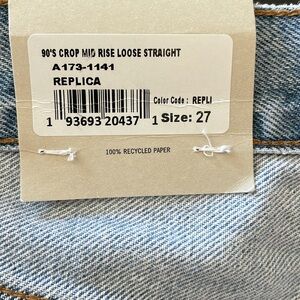 90'S CROP MID RISE LOOSE STRAIGHT
A173-1141
REPLICA
Color Code : REPLI
1 93693 20437 1 Size: 27
100% RECYCLED PAPER